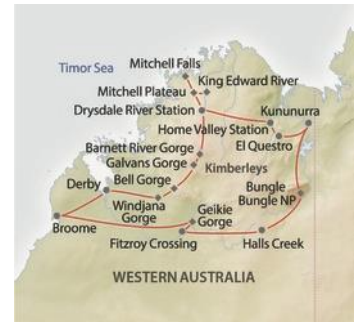 Mitchell Falls
Timor Sea
King Edward River
Mitchell Plateau
Drysdale River Station
Kununurra
Home Valley Station
El Questro
Barnett River Gorge
Galvans Gorge
Kimberleys
Bell Gorge
Derby
Bungle
Bungle NP
Windjana
Gorge
Geikie
Gorge
Broome
Fitzroy Crossing
Halls Creek
WESTERN AUSTRALIA